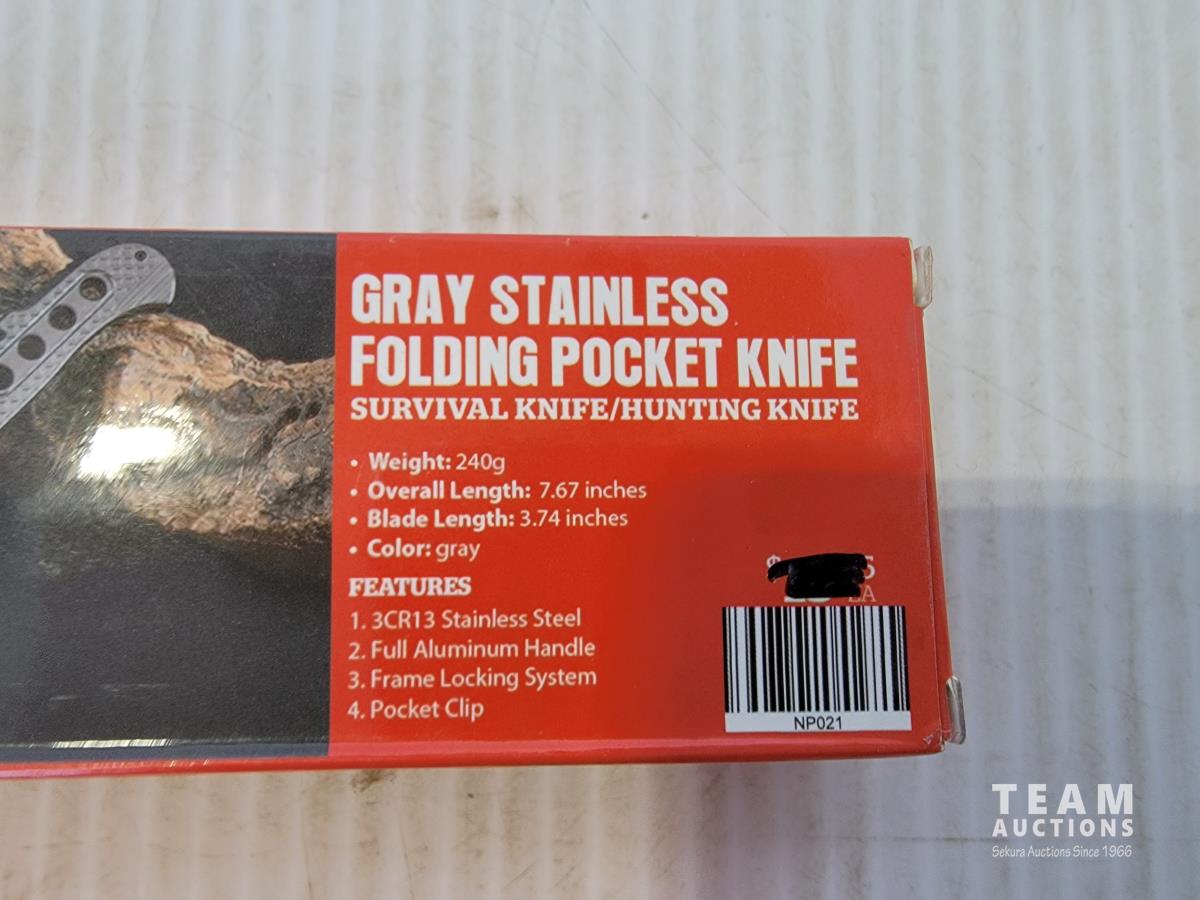 GRAY STAINLESS
FOLDING POCKET KNIFE
SURVIVAL KNIFE/HUNTING KNIFE
• Weight: 240g
• Overall Length: 7.67 inches
• Blade Length: 3.74 inches
• Color: gray
FEATURES
1. 3CR13 Stainless Steel
2. Full Aluminum Handle
3. Frame Locking System
4. Pocket Clip
NP021
TEAM
AUCTIONS
Sekura Auctions Since 1966